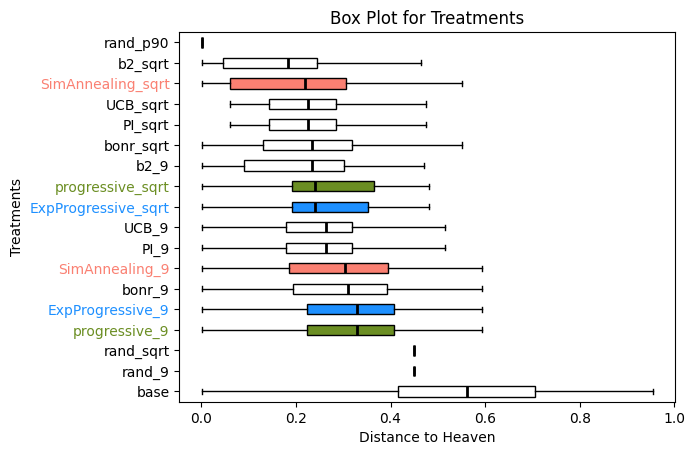 Box Plot for Treatments
rand_p90
b2_sqrt
SimAnnealing_sqrt
UCB_sqrt
PI_sqrt
bonr_sqrt
b2_9
progressive_sqrt
ExpProgressive_sqrt
UCB_9
PI_9
SimAnnealing_9
bonr_9
ExpProgressive_9
progressive_9
rand_sqrt
rand_9
base
Treatments
0.0 0.2 0.4 0.6 0.8 1.0
Distance to Heaven